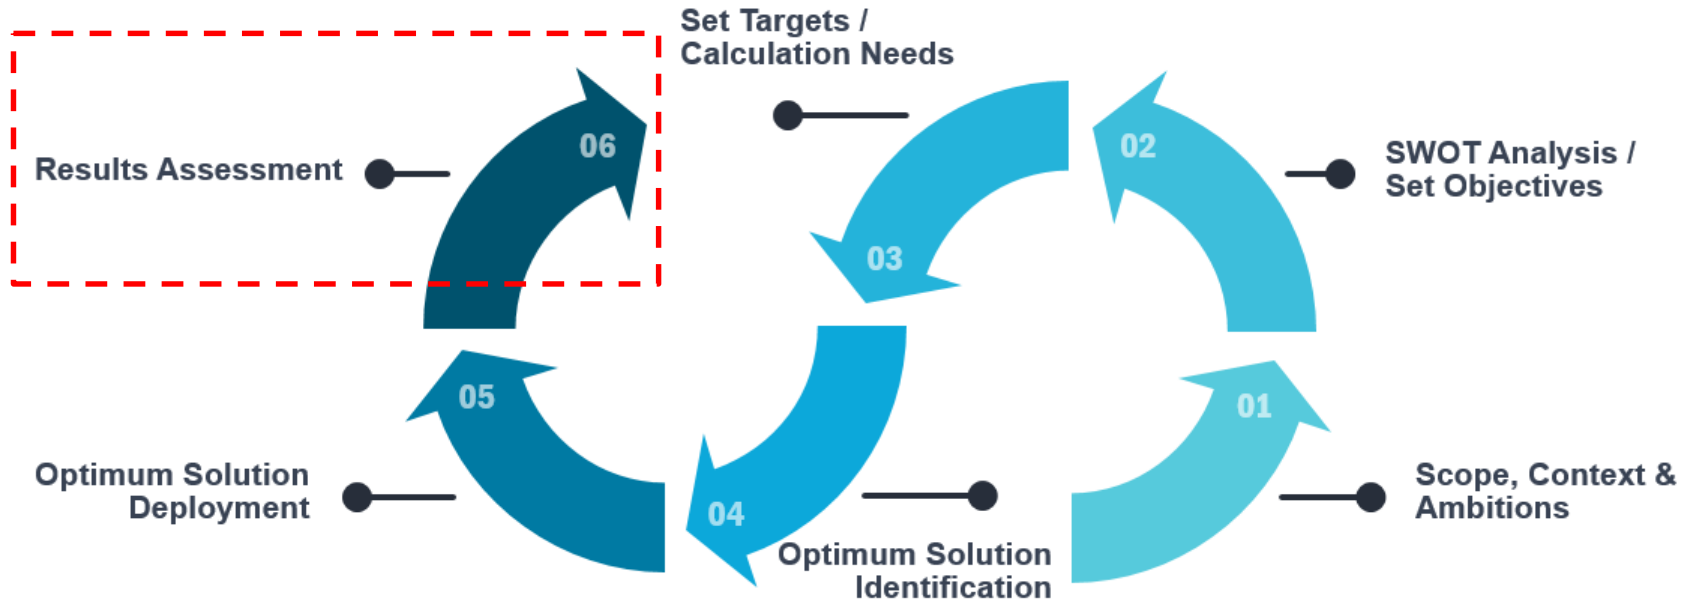 Set Targets /
Calculation Needs
06
02
Results Assessment
SWOT Analysis /
Set Objectives
03
05
01
Optimum Solution
Deployment
Scope, Context &
Ambitions
04
Optimum Solution
Identification